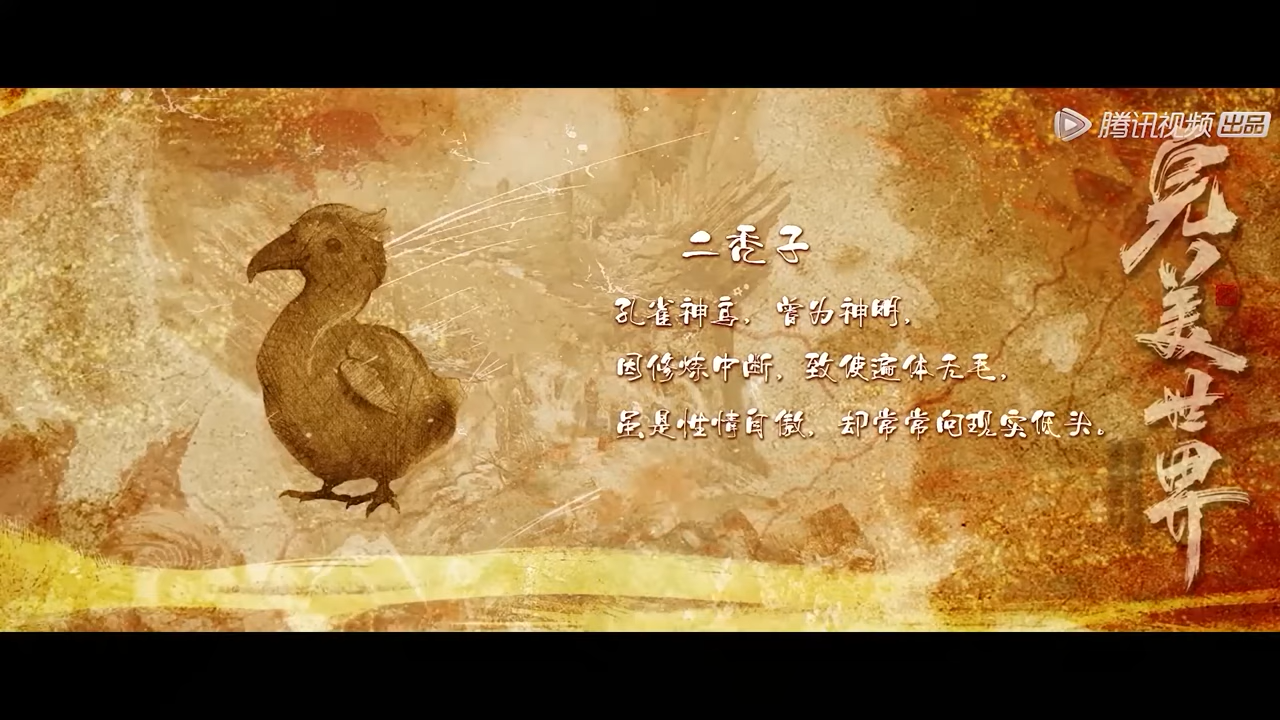 腾讯视频 出品
完美世界
二秃子
孔雀神官，曾为神明，
因修炼中断，致使遍体无毛，
虽是性情自傲，却常常向现实低头。